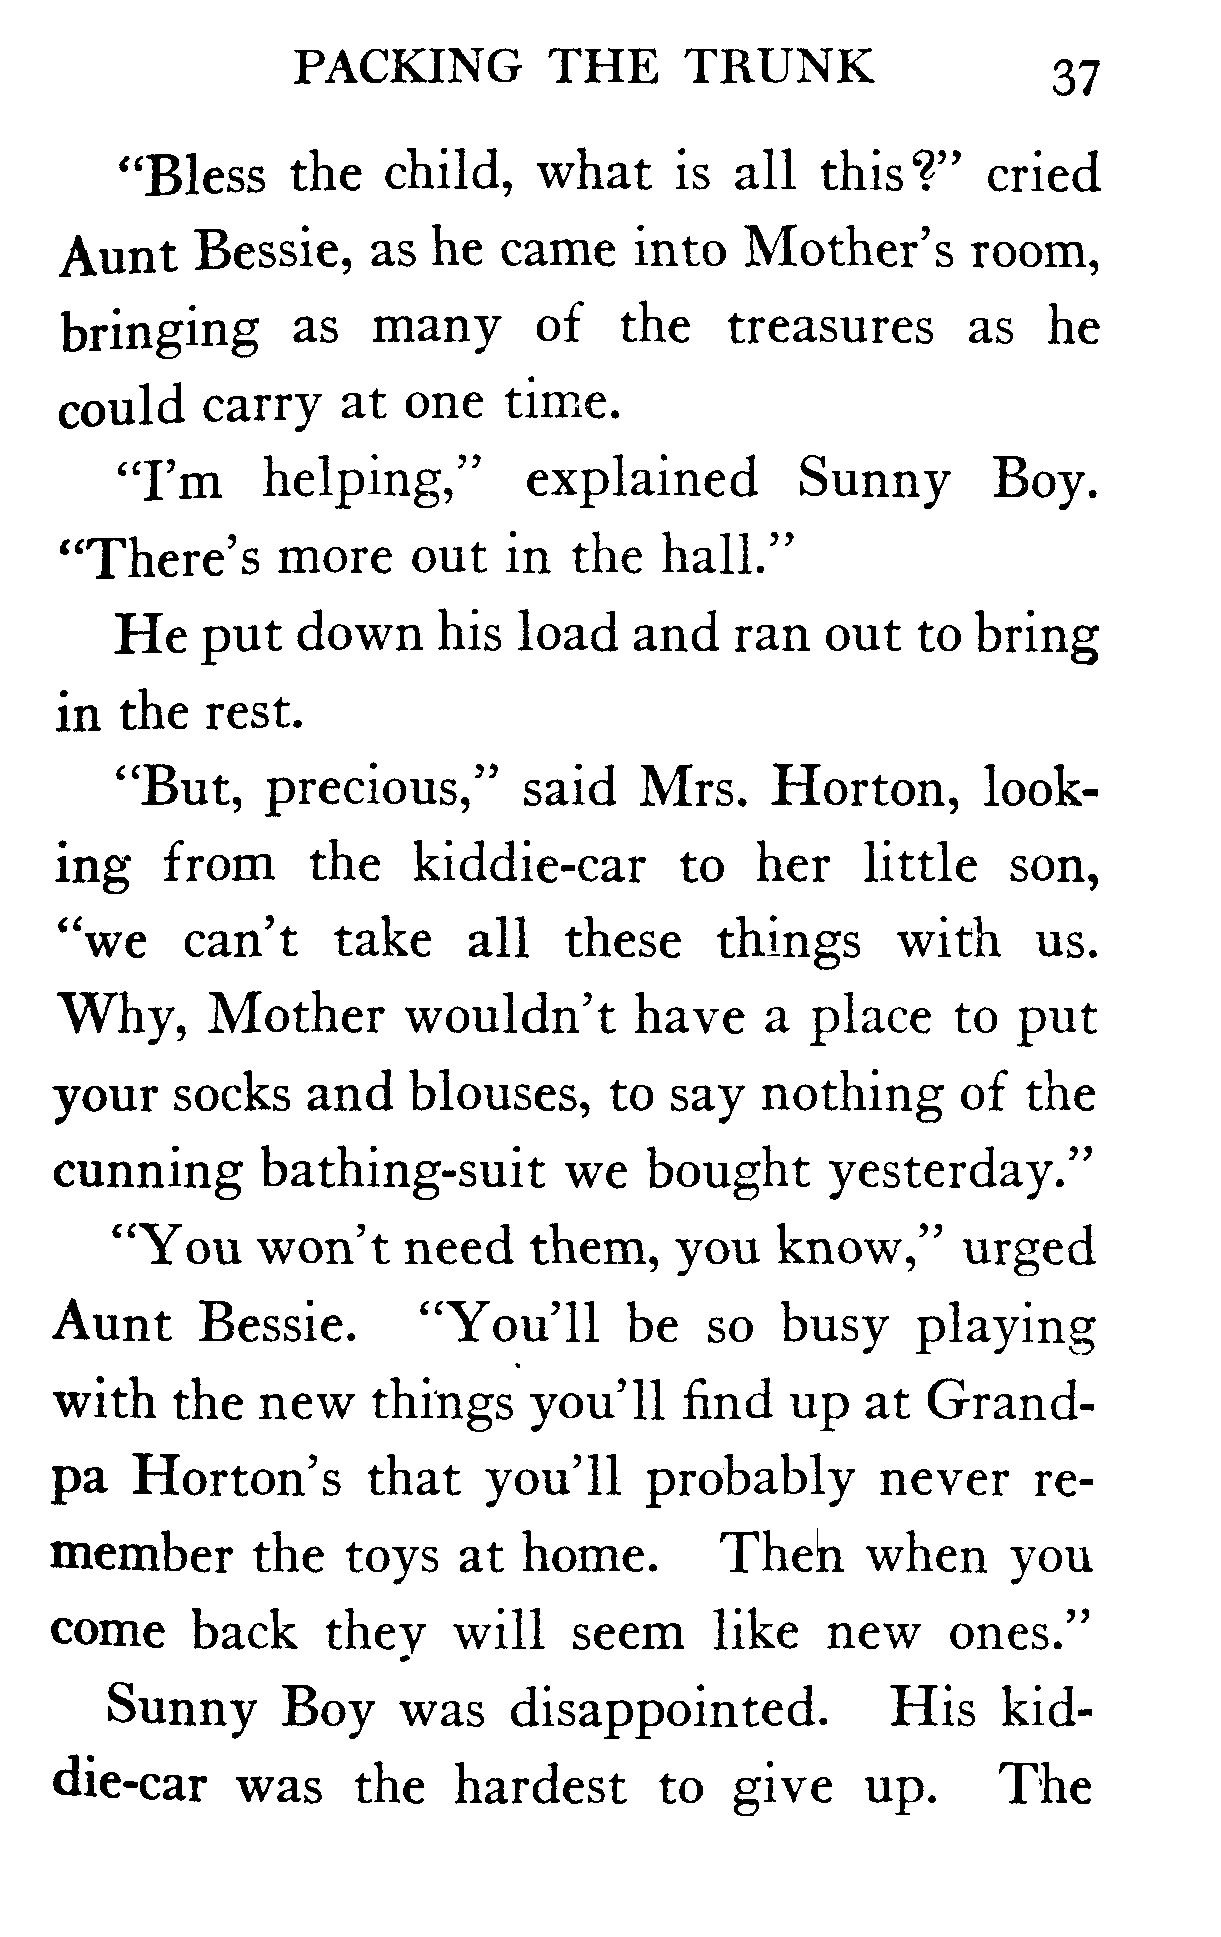 PACKING THE TRUNK 37
“Bless the child, what is all this?” cried
Aunt Bessie, as he came into Mother’s room,
bringing as many of the treasures as he
could carry at one time.
“I’m helping,” explained Sunny Boy.
“There’s more out in the hall.”
He put down his load and ran out to bring
in the rest.
“But, precious,” said Mrs. Horton, look-
ing from the kiddie-car to her little son,
“we can’t take all these things with us.
Why, Mother wouldn’t have a place to put
your socks and blouses, to say nothing of the
cunning bathing-suit we bought yesterday.”
“You won’t need them, you know,” urged
Aunt Bessie. “You’ll be so busy playing
with the new things you’ll find up at Grand-
pa Horton’s that you’ll probably never re-
member the toys at home. Then when you
come back they will seem like new ones.”
Sunny Boy was disappointed. His kid-
die-car was the hardest to give up. The